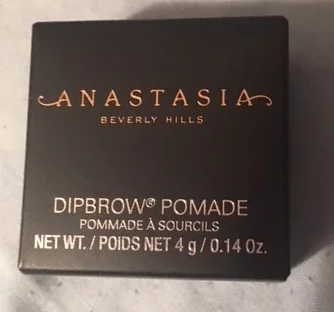 ANASTASIA
BEVERLY HILLS
DIPBROW® POMADE
POMMADE À SOURCILS
NET WT. / POIDS NET 4 g / 0.14 Oz.